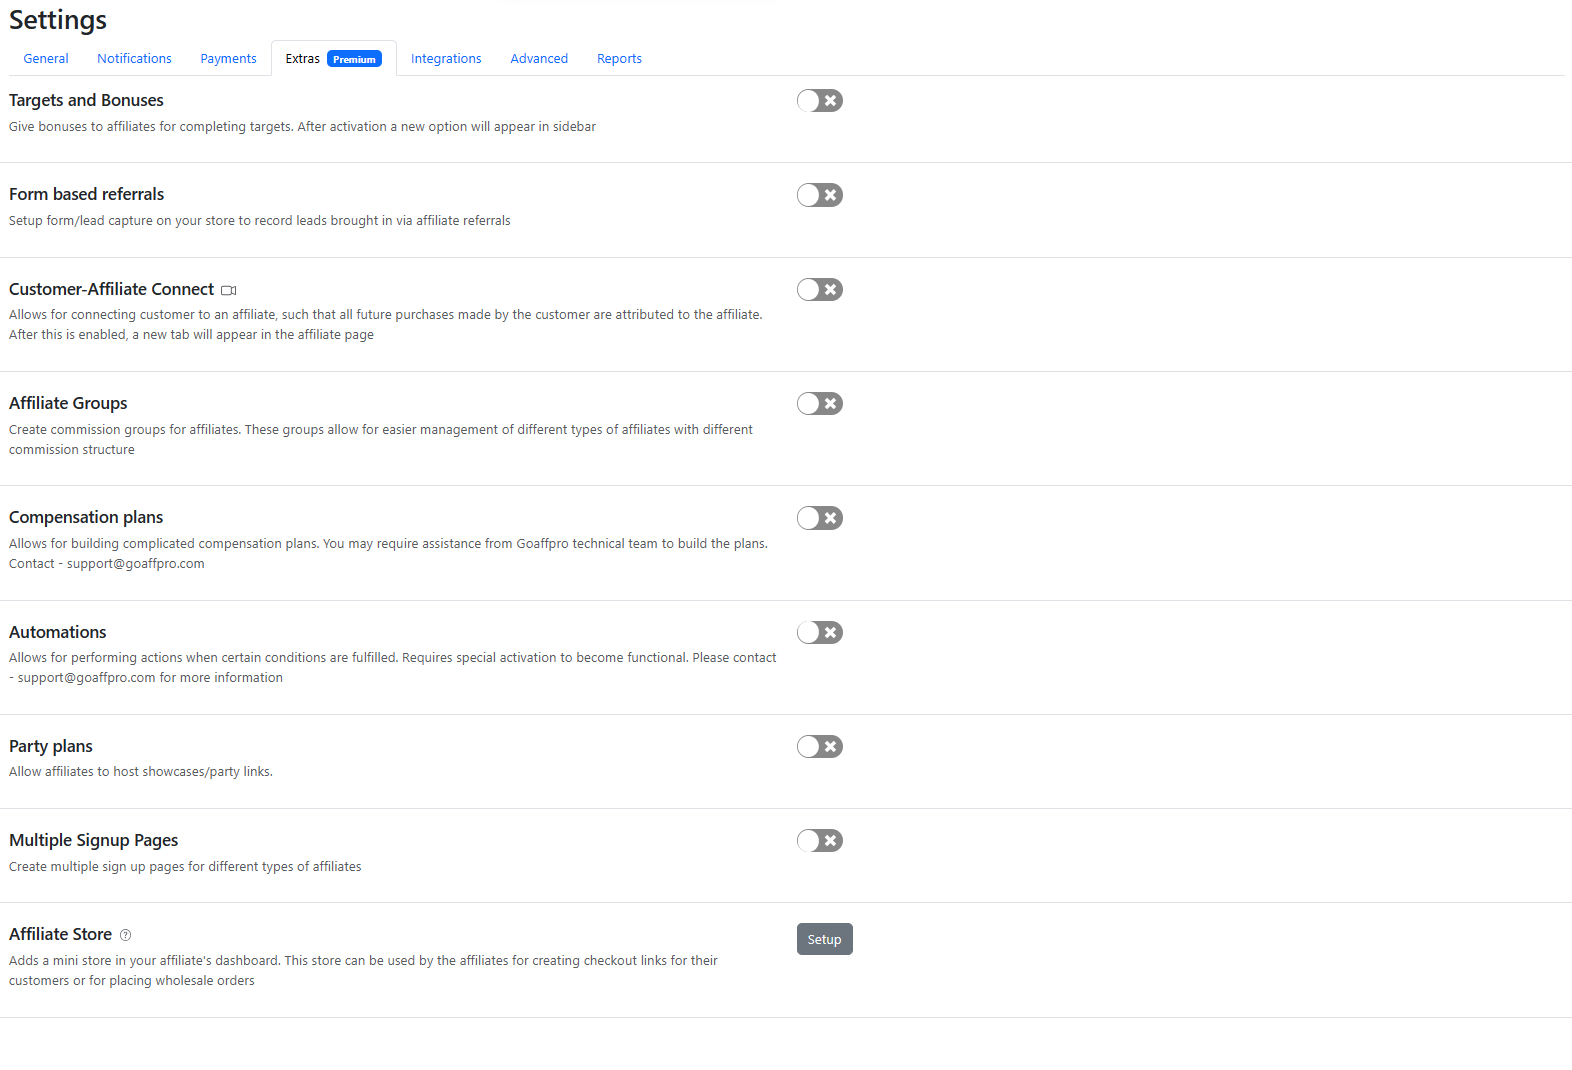 Settings
General Notifications Payments Extras Premium Integrations Advanced Reports
Targets and Bonuses
Give bonuses to affiliates for completing targets. After activation a new option will appear in sidebar
Form based referrals
Setup form/lead capture on your store to record leads brought in via affiliate referrals
Customer-Affiliate Connect
Allows for connecting customer to an affiliate, such that all future purchases made by the customer are attributed to the affiliate.
After this is enabled, a new tab will appear in the affiliate page
Affiliate Groups
Create commission groups for affiliates. These groups allow for easier management of different types of affiliates with different
commission structure
Compensation plans
Allows for building complicated compensation plans. You may require assistance from Goaffpro technical team to build the plans.
Contact - support@goaffpro.com
Automations
Allows for performing actions when certain conditions are fulfilled. Requires special activation to become functional. Please contact
- support@goaffpro.com for more information
Party plans
Allow affiliates to host showcases/party links.
Multiple Signup Pages
Create multiple sign up pages for different types of affiliates
Affiliate Store
Setup
Adds a mini store in your affiliate's dashboard. This store can be used by the affiliates for creating checkout links for their
customers or for placing wholesale orders